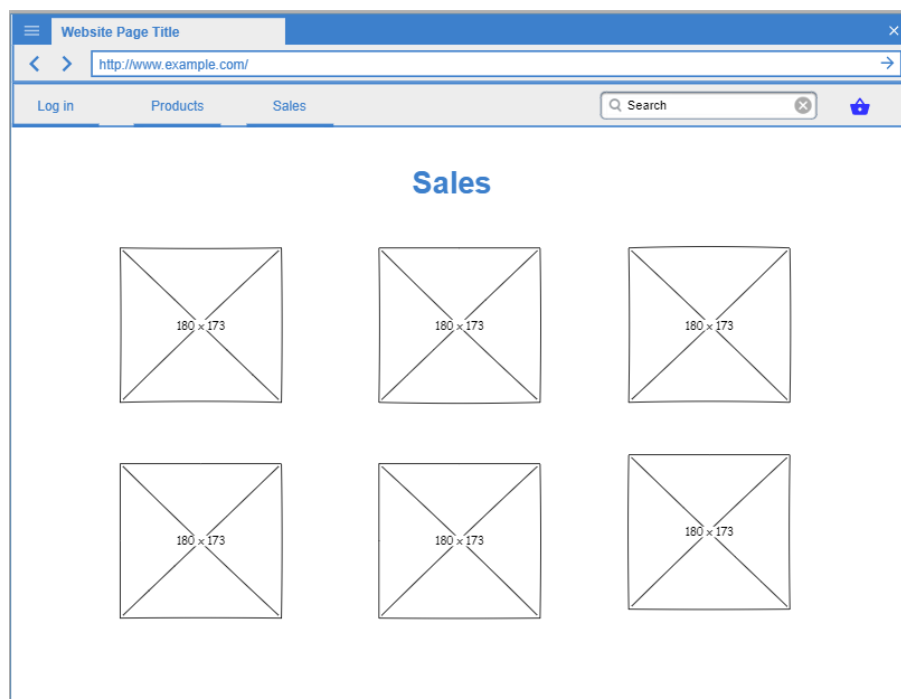 Website Page Title
http://www.example.com/
Log in Products Sales Search
Sales
180 × 173 180 × 173 180 × 173
180 × 173 180 × 173 180 × 173